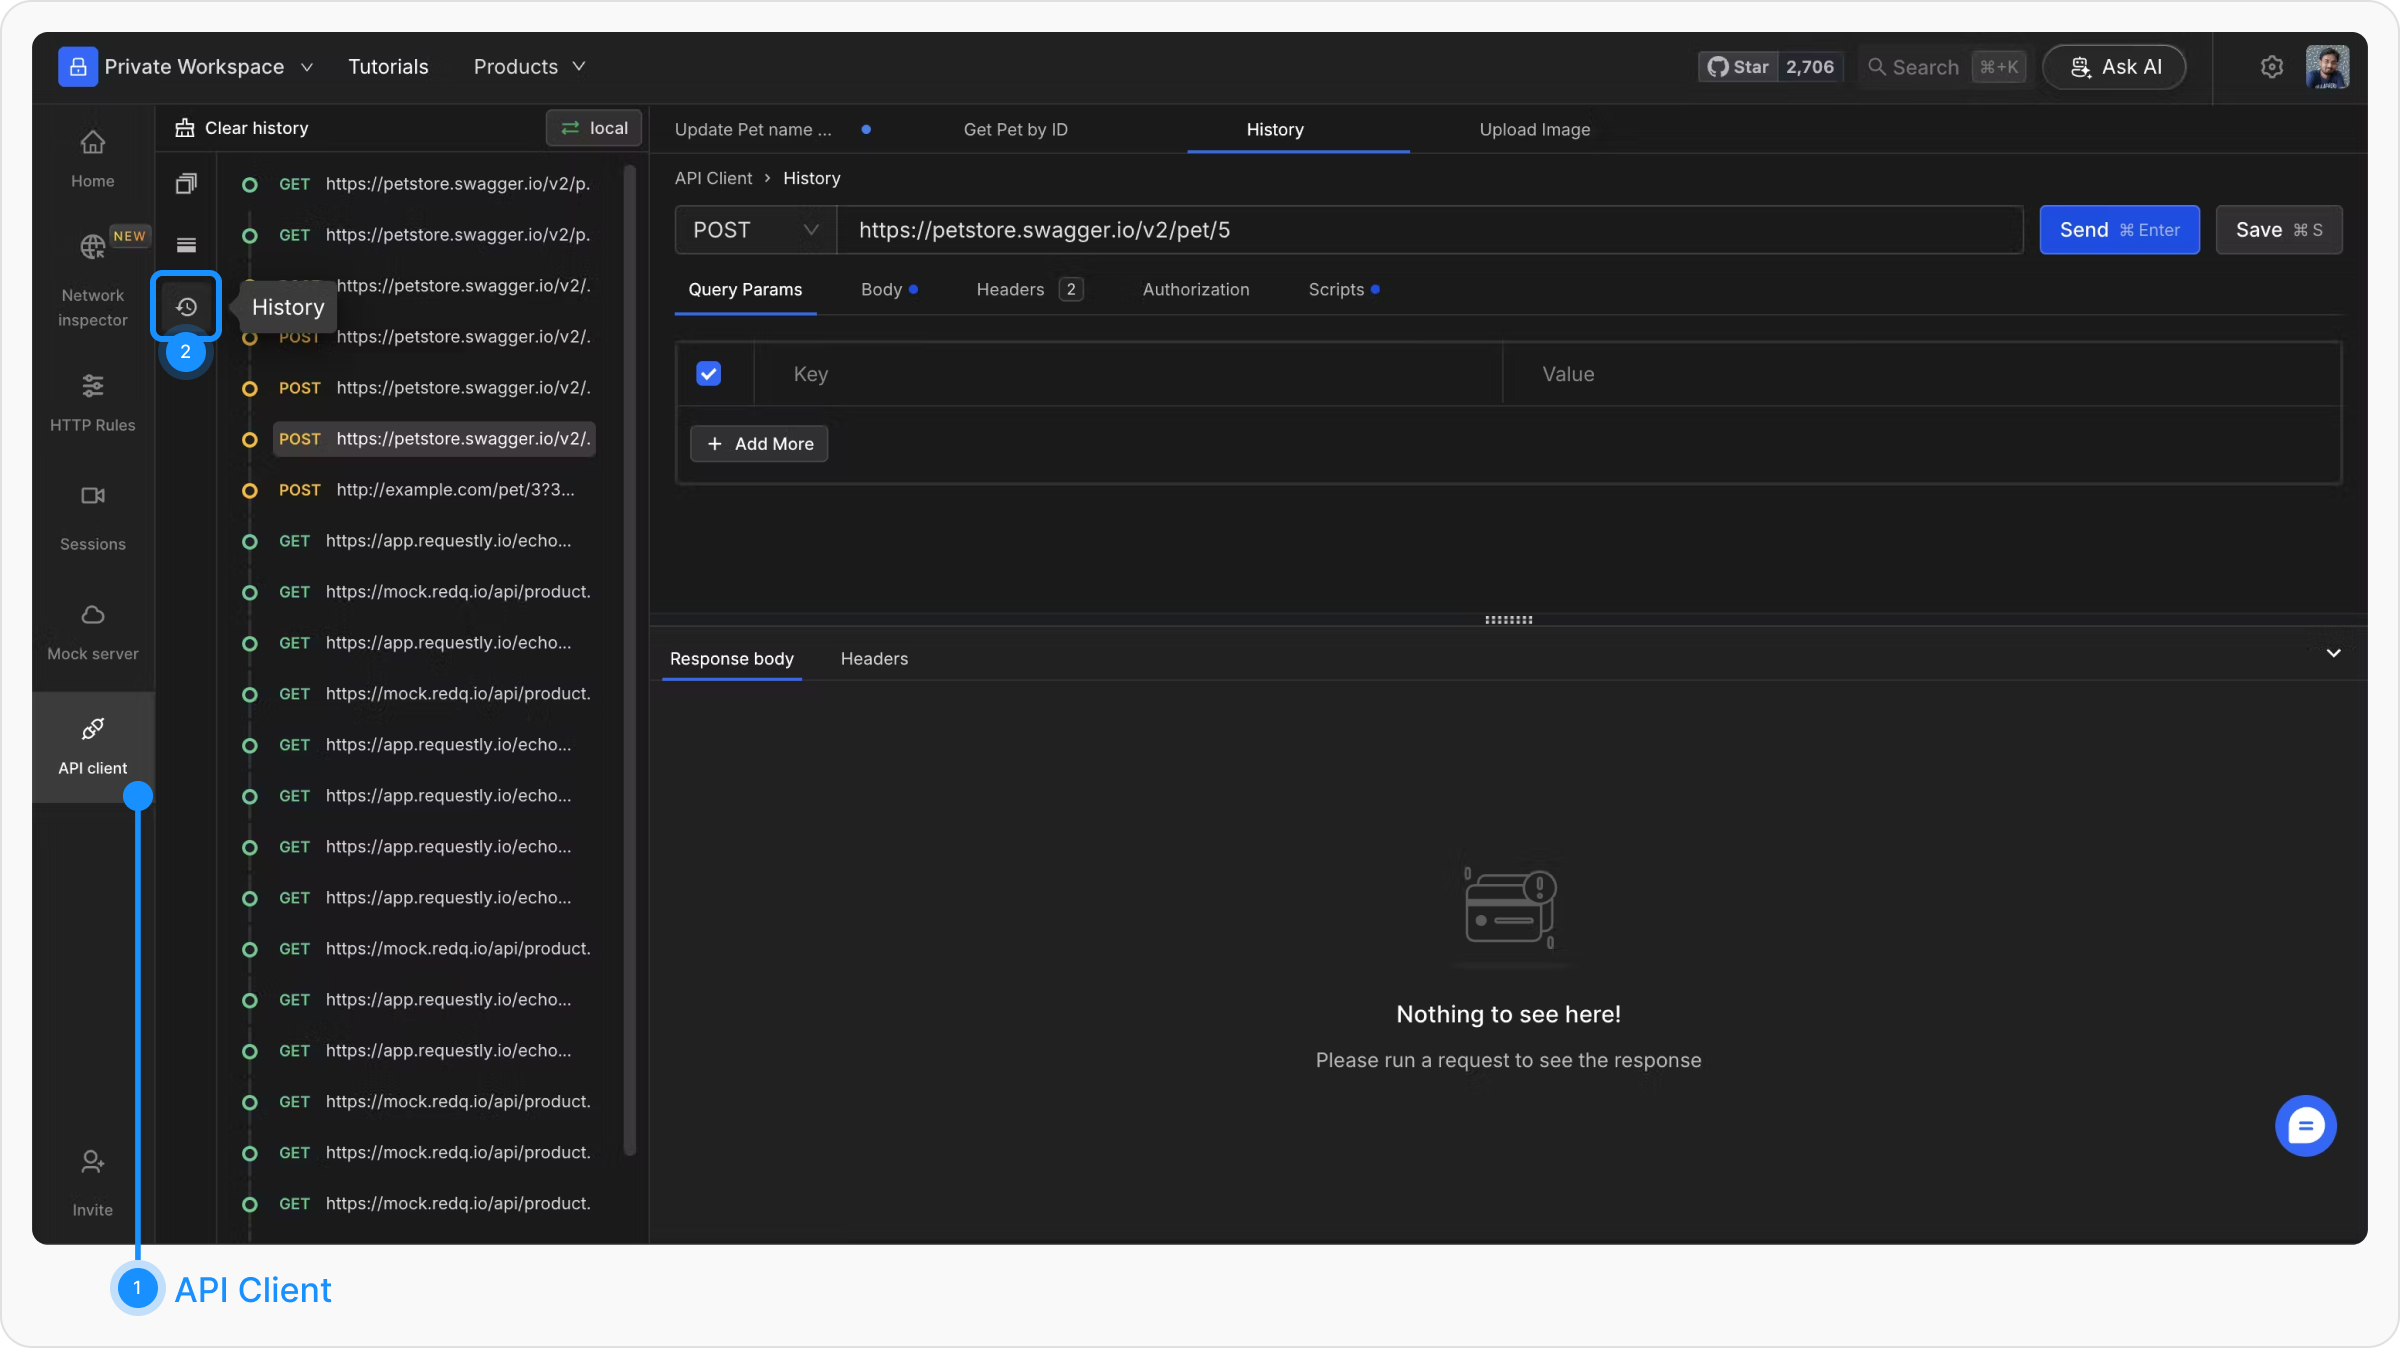 Private Workspace
Tutorials
Products
Star 2,706
Search ⌘+K
Ask AI
Home
NEW
Network
inspector
HTTP Rules
Sessions
Mock server
API client
Invite
Clear history
local
History
2
GET https://petstore.swagger.io/v2/p.
GET https://petstore.swagger.io/v2/p.
https://petstore.swagger.io/v2/.
POST https://petstore.swagger.io/v2/.
POST https://petstore.swagger.io/v2/.
POST https://petstore.swagger.io/v2/.
POST http://example.com/pet/3?3...
GET https://app.requestly.io/echo...
GET https://mock.redq.io/api/product.
GET https://app.requestly.io/echo...
GET https://mock.redq.io/api/product.
GET https://app.requestly.io/echo...
GET https://app.requestly.io/echo...
GET https://app.requestly.io/echo...
GET https://app.requestly.io/echo...
GET https://mock.redq.io/api/product.
GET https://app.requestly.io/echo...
GET https://app.requestly.io/echo...
GET https://mock.redq.io/api/product.
GET https://mock.redq.io/api/product.
GET https://mock.redq.io/api/product.
Update Pet name ...
Get Pet by ID
History
Upload Image
API Client > History
POST https://petstore.swagger.io/v2/pet/5
Send ⌘ Enter
Save ⌘ S
Query Params
Body
Headers 2
Authorization
Scripts
Key
Value
+ Add More
Response body
Headers
Nothing to see here!
Please run a request to see the response
1 API Client